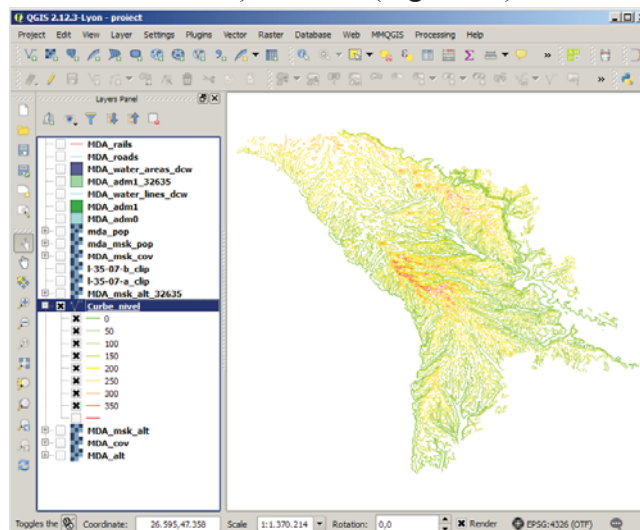 QGIS 2.12.3-Lyon - proiect
Project Edit View Layer Settings Plugins Vector Raster Database Web MMQGIS Processing Help
Layers Panel
MDA_rails
MDA_roads
MDA_water_areas_dcw
MDA_adm1_32635
MDA_water_lines_dcw
MDA_adm1
MDA_adm0
mda_pop
mda_msk_pop
MDA_msk_cov
l-35-07-b_clip
l-35-07-a_clip
MDA_msk_alt_32635
Curbe_nivel
0
50
100
150
200
250
300
350
MDA_msk_alt
MDA_cov
MDA_alt
Toggles the Coordinate: 26.595,47.358 Scale 1:1.370.214 Rotation: 0,0 Render EPSG:4326 (OTF)